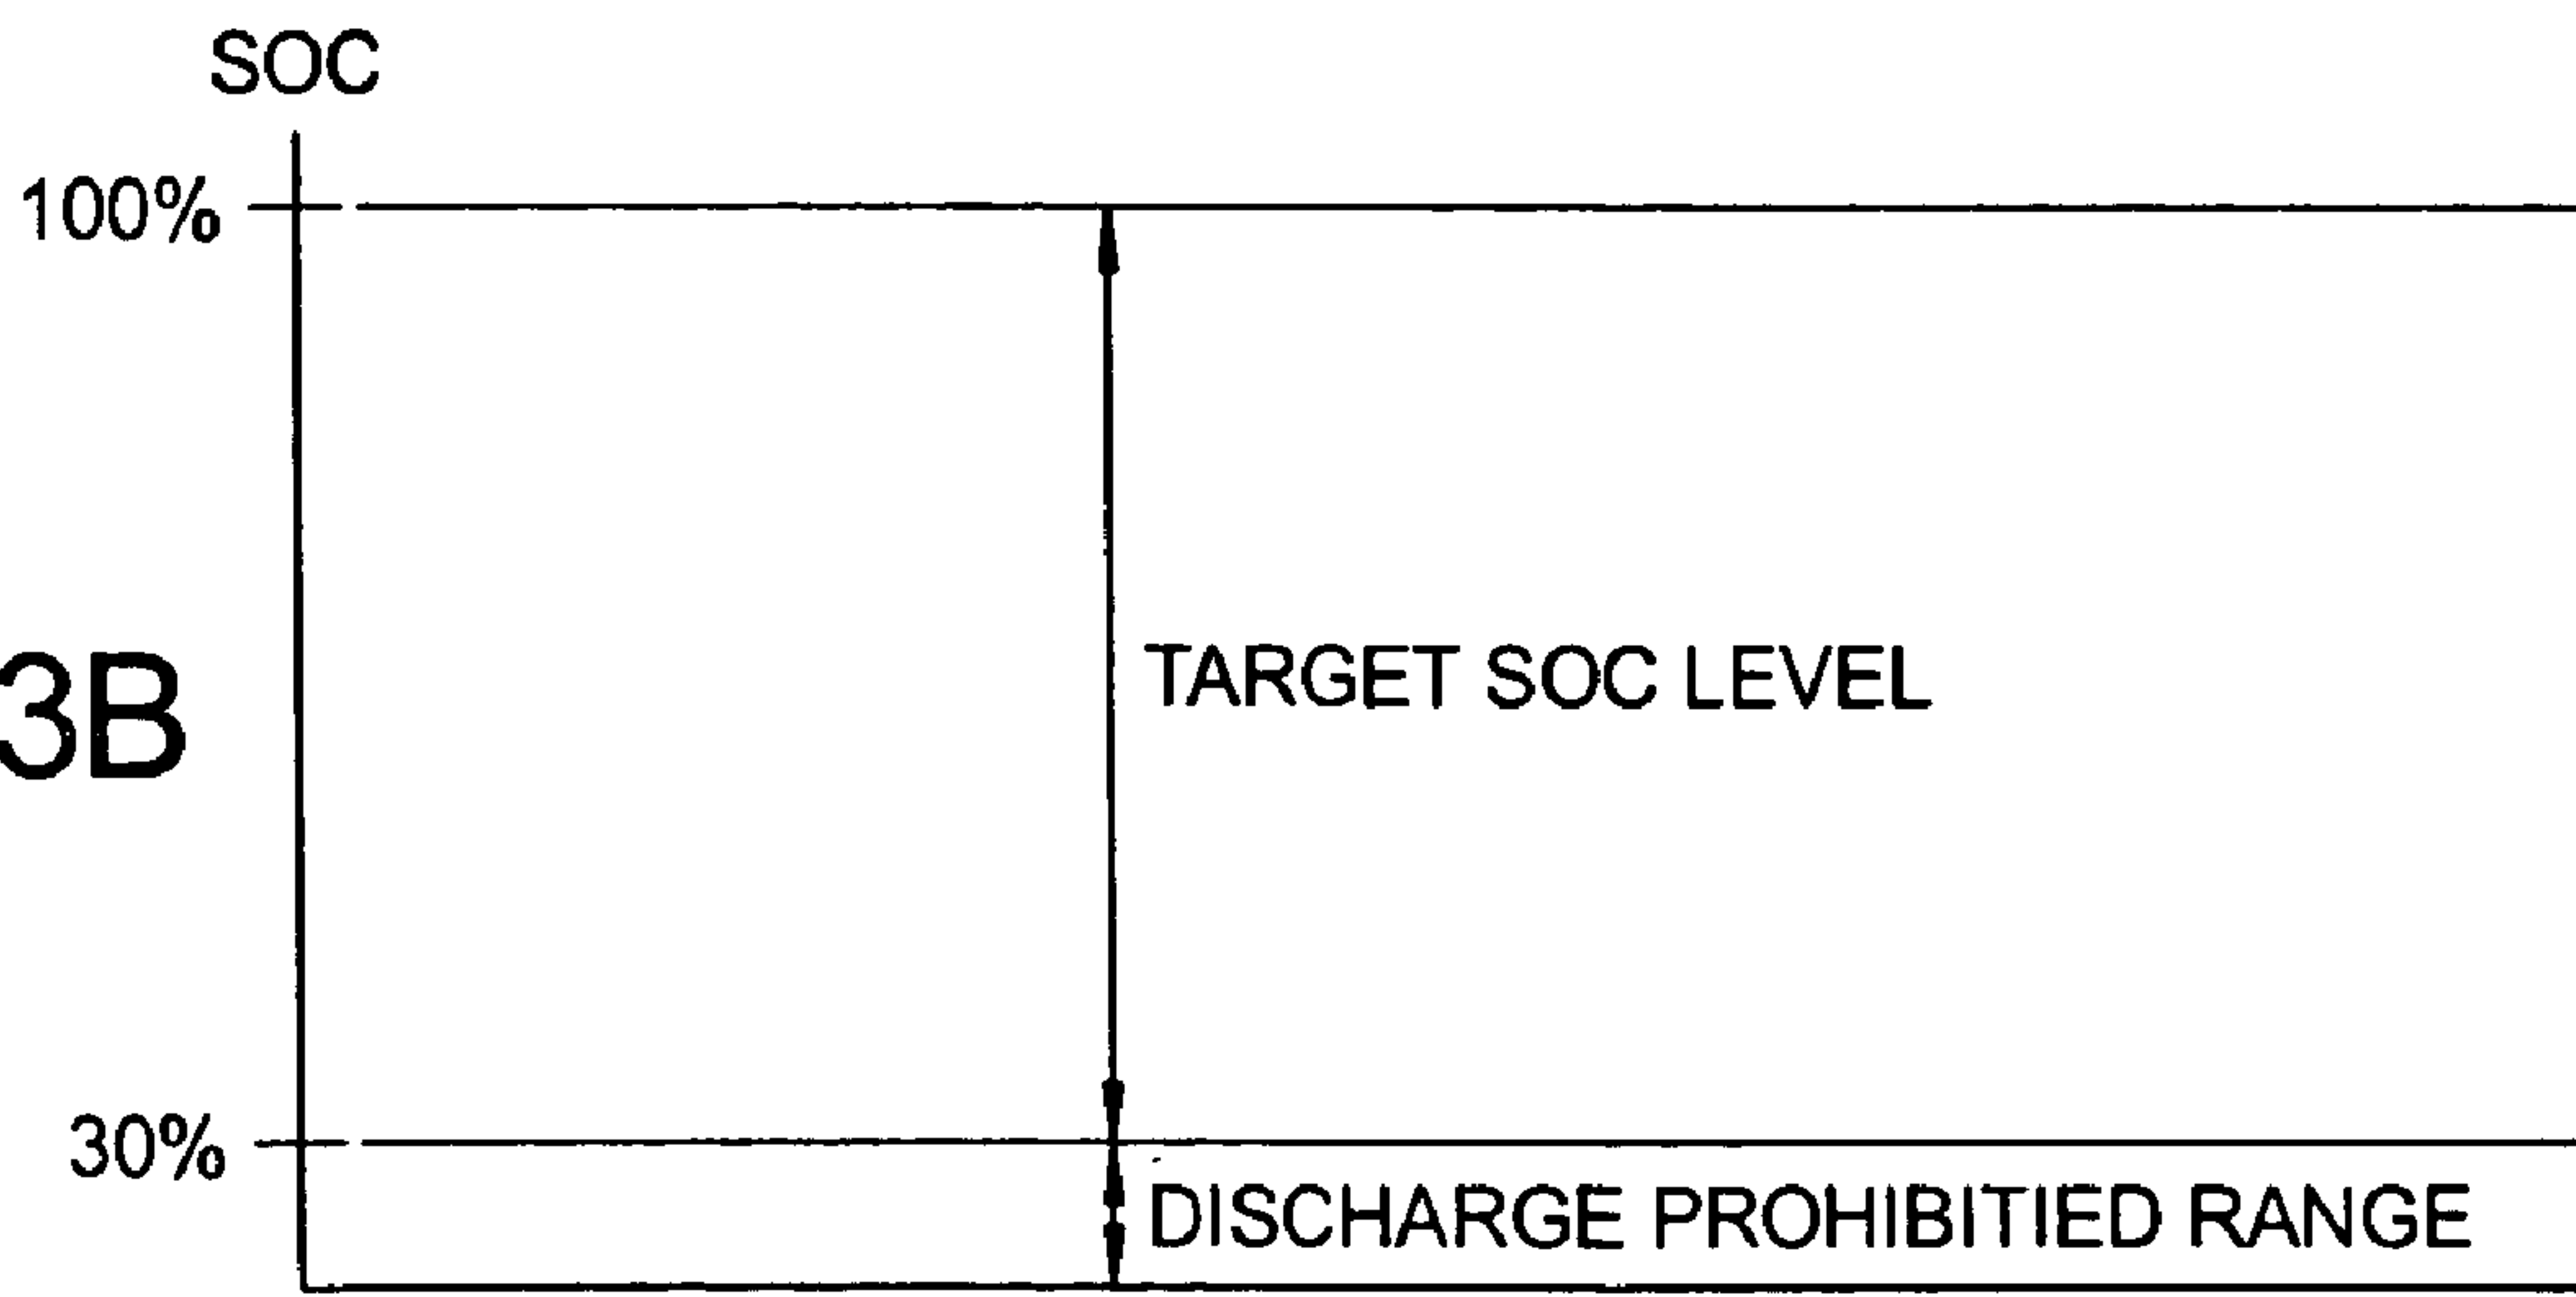 SOC
100%
3B
TARGET SOC LEVEL
30%
DISCHARGE PROHIBITIED RANGE